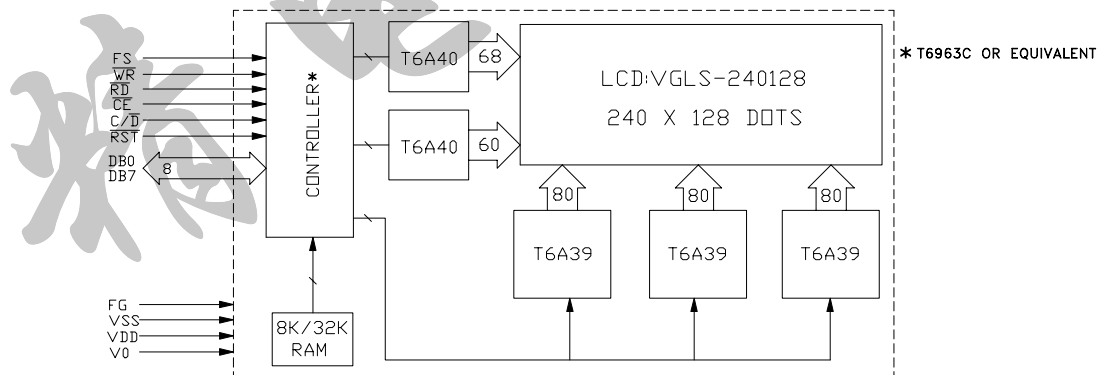 FS
WR
RD
CE
C/D
RST
DB0
DB7
8
CONTROLLER*
T6A40
68
T6A40
60
LCD:VGLS-240128
240 X 128 DOTS
* T6963C OR EQUIVALENT
80
80
80
T6A39
T6A39
T6A39
FG
VSS
VDD
V0
8K/32K
RAM
精